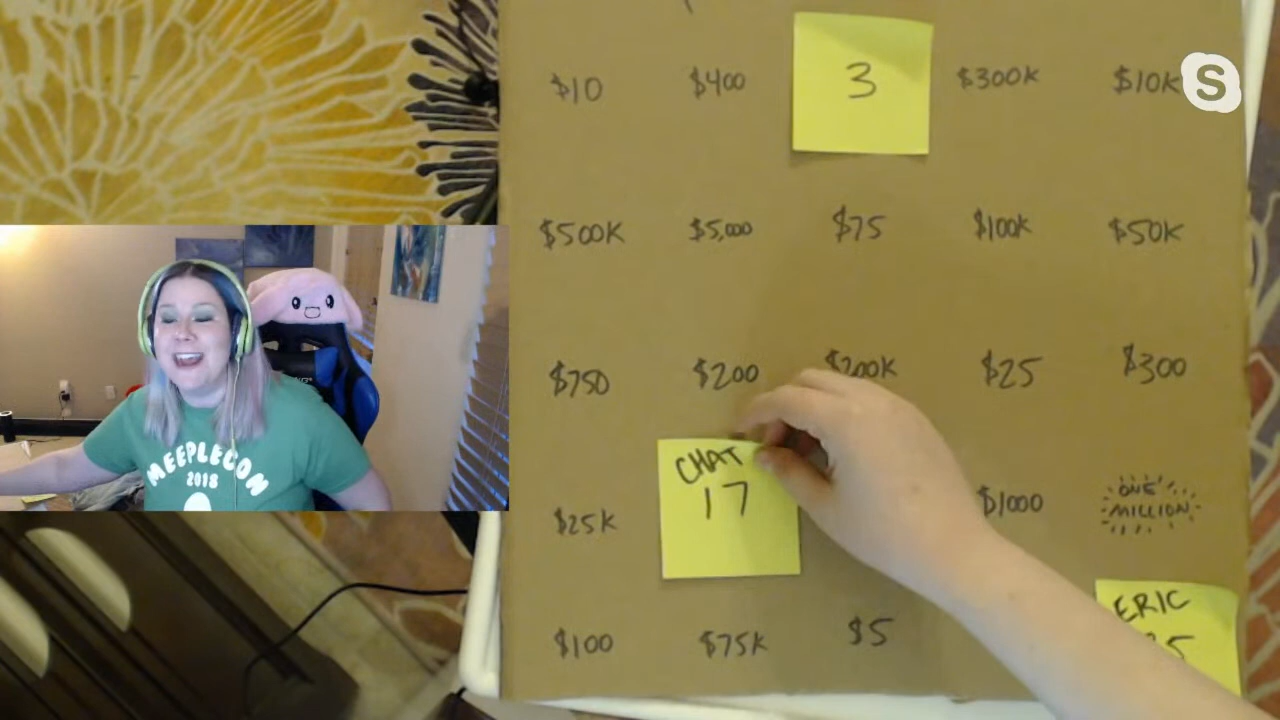 $10 $400 3 $300K $10K
S
$500K $5,000 $75 $100K $50K
$750 $200 $200K $25 $300
CHAT
17
$25K $1000 ONE
MILLION
ERIC
$100 $75K $5
MEEPLECON
2018